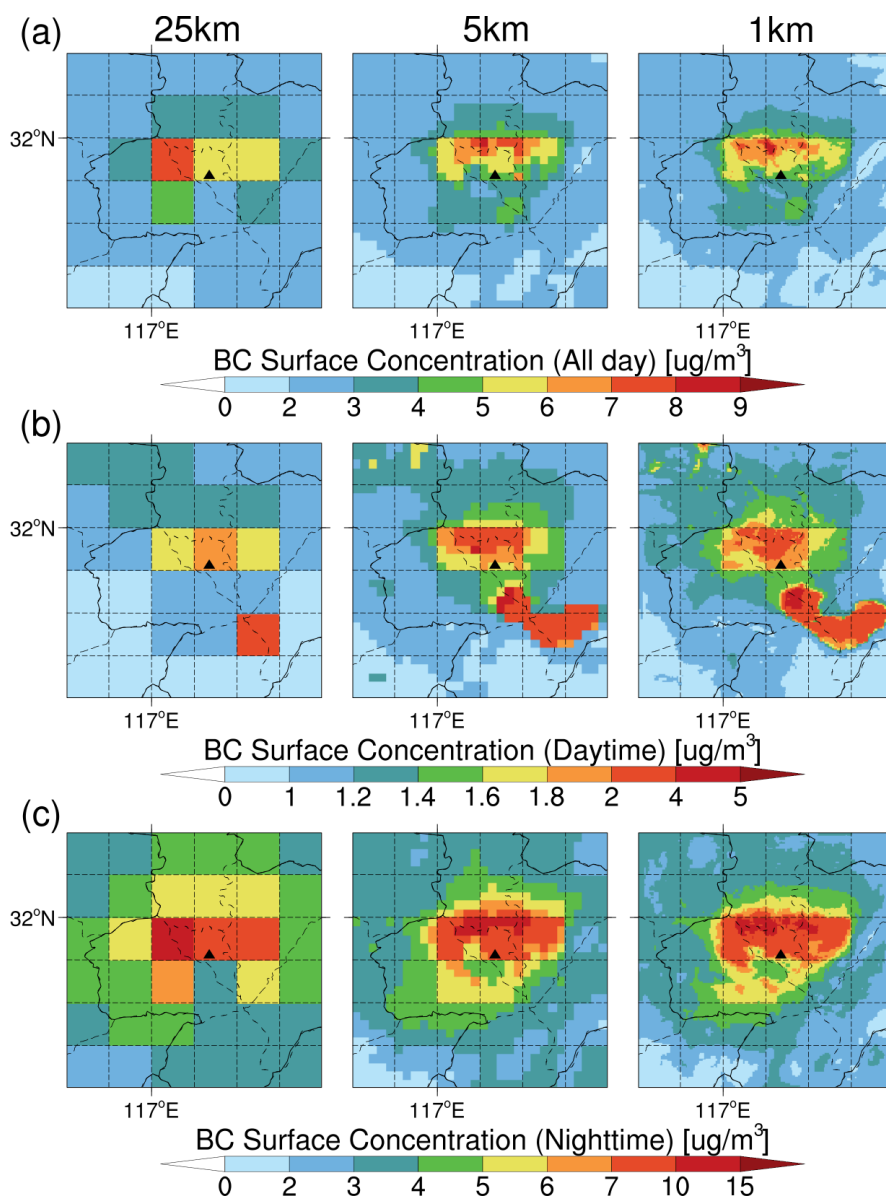 (a) 25km 5km 1km
32°N
117°E 117°E 117°E
BC Surface Concentration (All day) [ug/m³]
0 2 3 4 5 6 7 8 9
(b)
32°N
117°E 117°E 117°E
BC Surface Concentration (Daytime) [ug/m³]
0 1 1.2 1.4 1.6 1.8 2 4 5
(c)
32°N
117°E 117°E 117°E
BC Surface Concentration (Nighttime) [ug/m³]
0 2 3 4 5 6 7 10 15